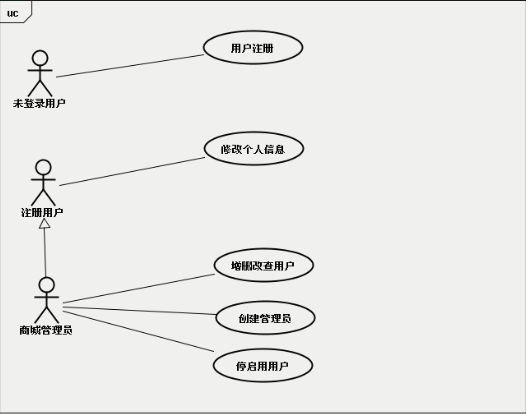 uc
用户注册
未登录用户
修改个人信息
注册用户
增删改查用户
创建管理员
商城管理员
停启用用户